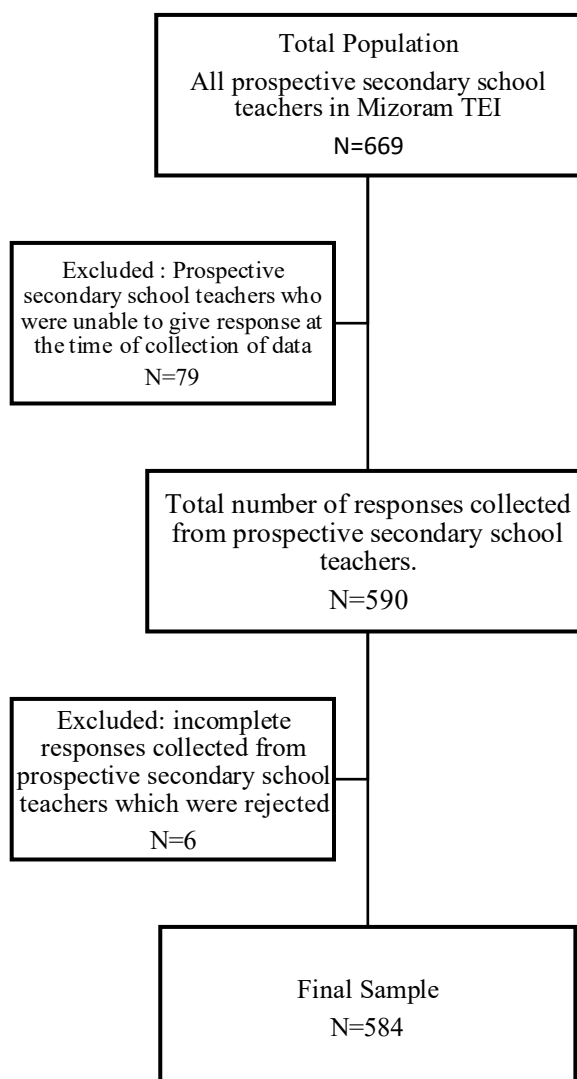 Total Population
All prospective secondary school
teachers in Mizoram TEI
N=669
Excluded : Prospective
secondary school teachers who
were unable to give response at
the time of collection of data
N=79
Total number of responses collected
from prospective secondary school
teachers.
N=590
Excluded: incomplete
responses collected from
prospective secondary school
teachers which were rejected
N=6
Final Sample
N=584